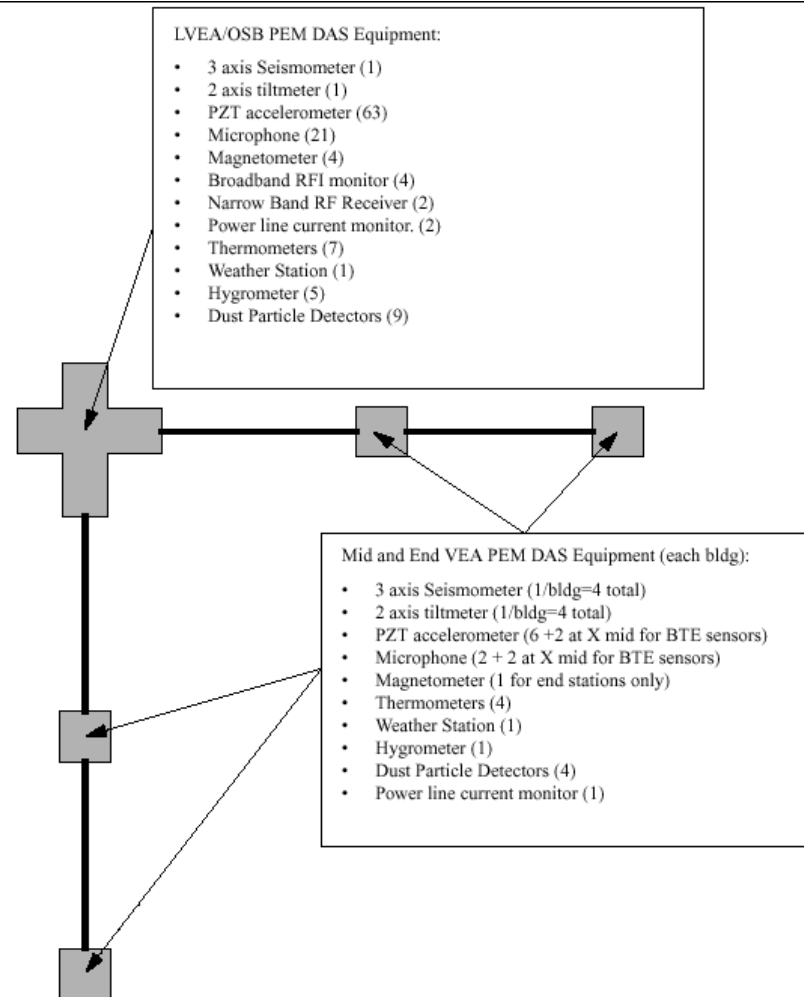 LVEA/OSB PEM DAS Equipment:
• 3 axis Seismometer (1)
• 2 axis tiltmeter (1)
• PZT accelerometer (63)
• Microphone (21)
• Magnetometer (4)
• Broadband RFI monitor (4)
• Narrow Band RF Receiver (2)
• Power line current monitor. (2)
• Thermometers (7)
• Weather Station (1)
• Hygrometer (5)
• Dust Particle Detectors (9)
Mid and End VEA PEM DAS Equipment (each bldg):
• 3 axis Seismometer (1/bldg=4 total)
• 2 axis tiltmeter (1/bldg=4 total)
• PZT accelerometer (6 +2 at X mid for BTE sensors)
• Microphone (2 + 2 at X mid for BTE sensors)
• Magnetometer (1 for end stations only)
• Thermometers (4)
• Weather Station (1)
• Hygrometer (1)
• Dust Particle Detectors (4)
• Power line current monitor (1)